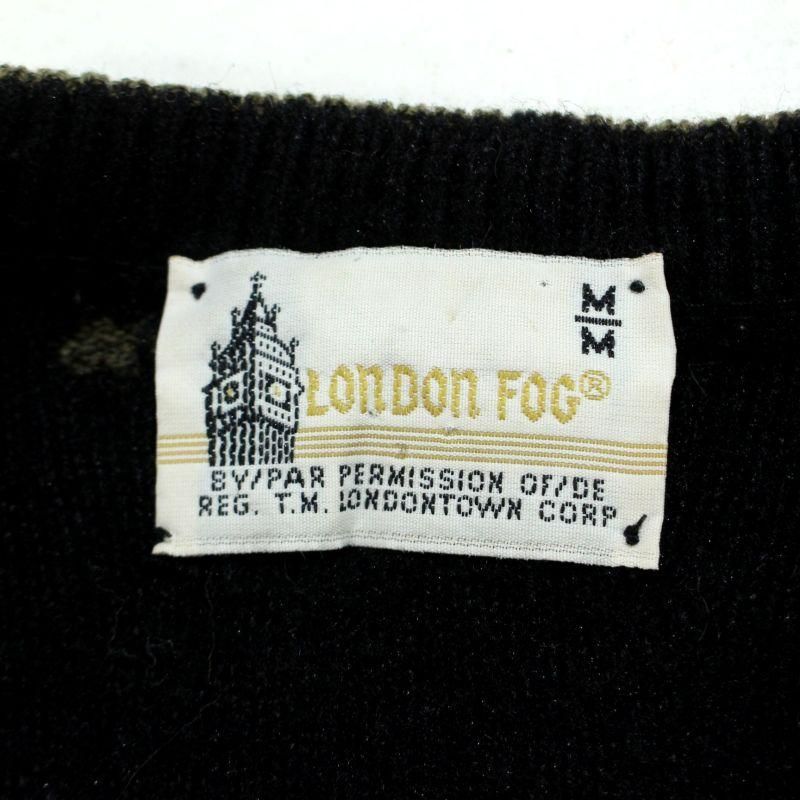 M
M
LONDON FOG®
BY/PAR PERMISSION OF/DE
REG. T.M. LONDONTOWN CORP